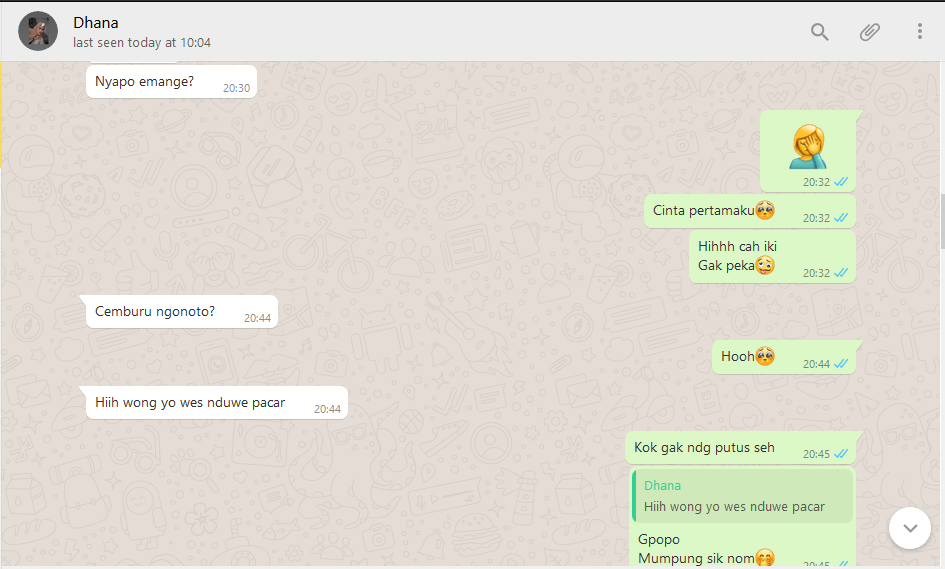 Dhana
last seen today at 10:04
Nyapo emange?
20:30
20:32
Cinta pertamaku🥺
20:32
Hihhh cah iki
Gak peka🥴
20:32
Cemburu ngonoto?
20:44
Hooh🥺
20:44
Hiih wong yo wes nduwe pacar
20:44
Kok gak ndg putus seh
20:45
Dhana
Hiih wong yo wes nduwe pacar
Gpopo
Mumpung sik nom🤭
20:45